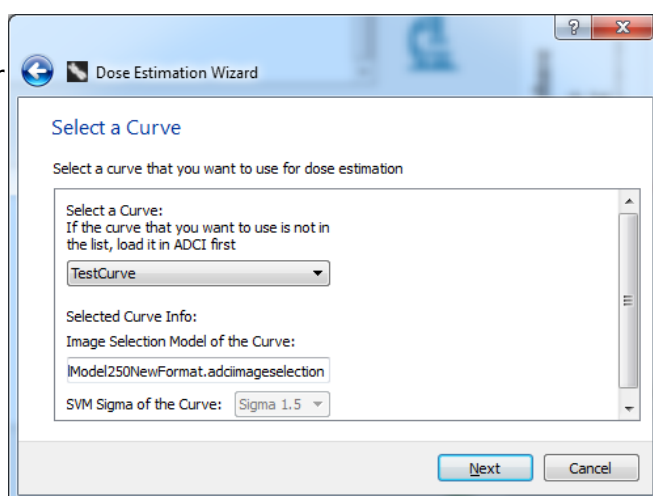 ?
x
r
Dose Estimation Wizard
Select a Curve
Select a curve that you want to use for dose estimation
Select a Curve:
If the curve that you want to use is not in
the list, load it in ADCI first
TestCurve
Selected Curve Info:
Image Selection Model of the Curve:
lModel250NewFormat.adciimageselection
SVM Sigma of the Curve: Sigma 1.5
Next Cancel